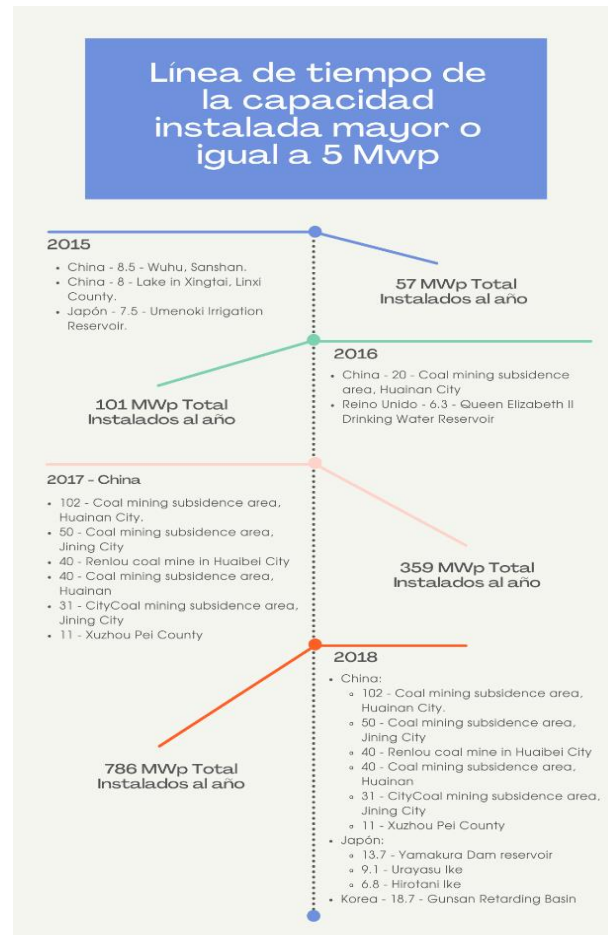 Línea de tiempo de
la capacidad
instalada mayor o
igual a 5 Mwp
2015
• China - 8.5 - Wuhu, Sanshan.
• China - 8 - Lake in Xingtai, Linxi
County.
• Japón - 7.5 - Umenoki Irrigation
Reservoir.
57 MWp Total
Instalados al año
2016
• China - 20 - Coal mining subsidence
area, Huainan City
• Reino Unido - 6.3 - Queen Elizabeth II
Drinking Water Reservoir
101 MWp Total
Instalados al año
2017 - China
• 102 - Coal mining subsidence area,
Huainan City.
• 50 - Coal mining subsidence area,
Jining City
• 40 - Renlou coal mine in Huaibei City
• 40 - Coal mining subsidence area,
Huainan
• 31 - CityCoal mining subsidence area,
Jining City
• 11 - Xuzhou Pei County
359 MWp Total
Instalados al año
2018
• China:
◦ 102 - Coal mining subsidence area,
Huainan City.
◦ 50 - Coal mining subsidence area,
Jining City
◦ 40 - Renlou coal mine in Huaibei City
◦ 40 - Coal mining subsidence area,
Huainan
◦ 31 - CityCoal mining subsidence area,
Jining City
◦ 11 - Xuzhou Pei County
• Japón:
◦ 13.7 - Yamakura Dam reservoir
◦ 9.1 - Urayasu Ike
◦ 6.8 - Hirotani Ike
• Korea - 18.7 - Gunsan Retarding Basin
786 MWp Total
Instalados al año